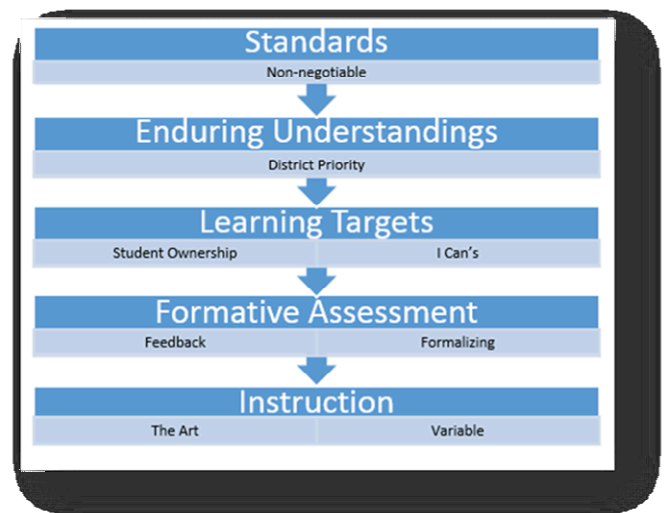 Standards
Non-negotiable
Enduring Understandings
District Priority
Learning Targets
Student Ownership I Can's
Formative Assessment
Feedback Formalizing
Instruction
The Art Variable